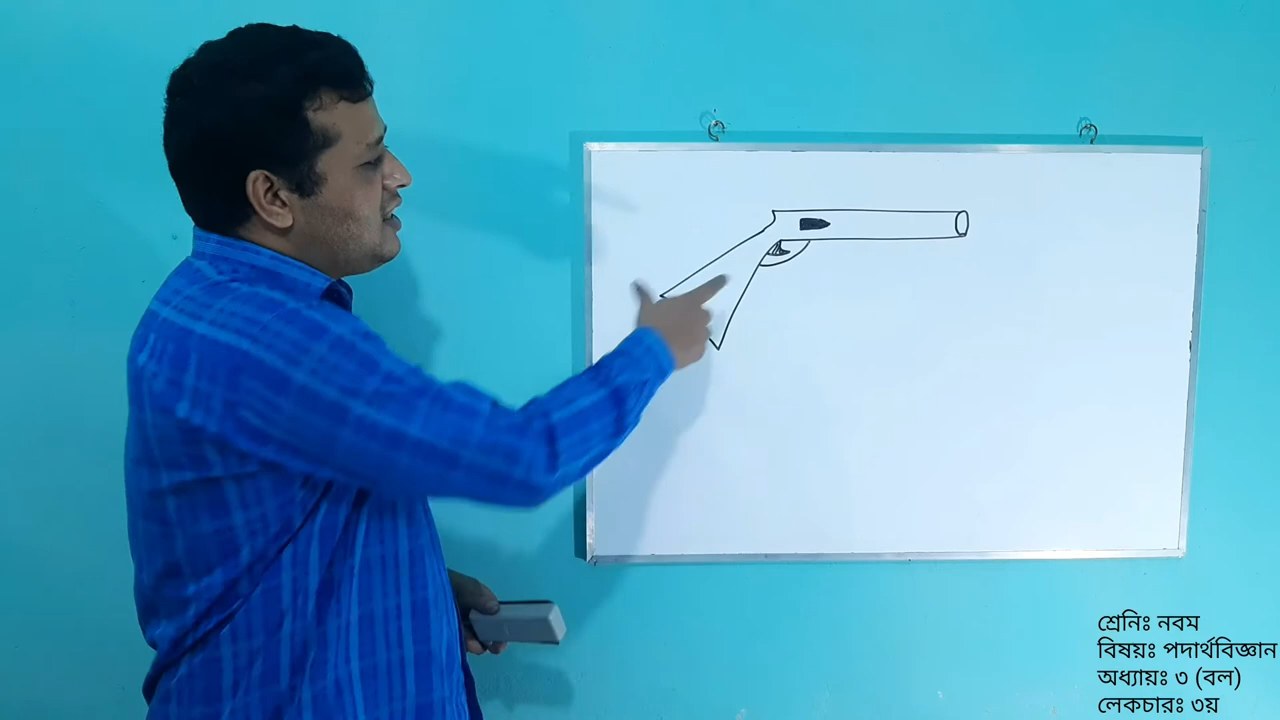 শ্রেনিঃ নবম
বিষয়ঃ পদার্থবিজ্ঞান
অধ্যায়ঃ ৩ (বল)
লেকচারঃ ৩য়